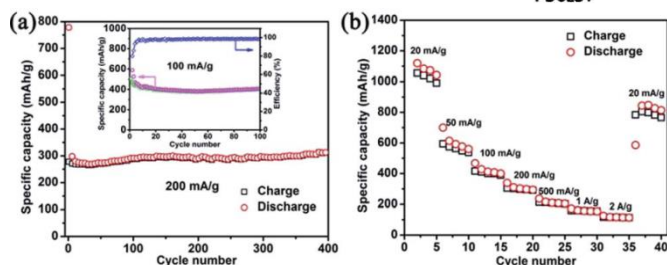 (a)
800
700
600
500
400
300
200
100
0
Specific capacity (mAh/g)
0 100 200 300 400
Cycle number
200 mA/g
Charge
Discharge
1000
800
600
400
200
0
Specific capacity (mAh/g)
100 mA/g
100
80
60
40
20
0
Efficiency (%)
0 20 40 60 80 100
Cycle number
(b)
1400
1200
1000
800
600
400
200
0
Specific capacity (mAh/g)
Charge
Discharge
20 mA/g
50 mA/g
100 mA/g
200 mA/g
500 mA/g
1 A/g
2 A/g
20 mA/g
0 5 10 15 20 25 30 35 40
Cycle number